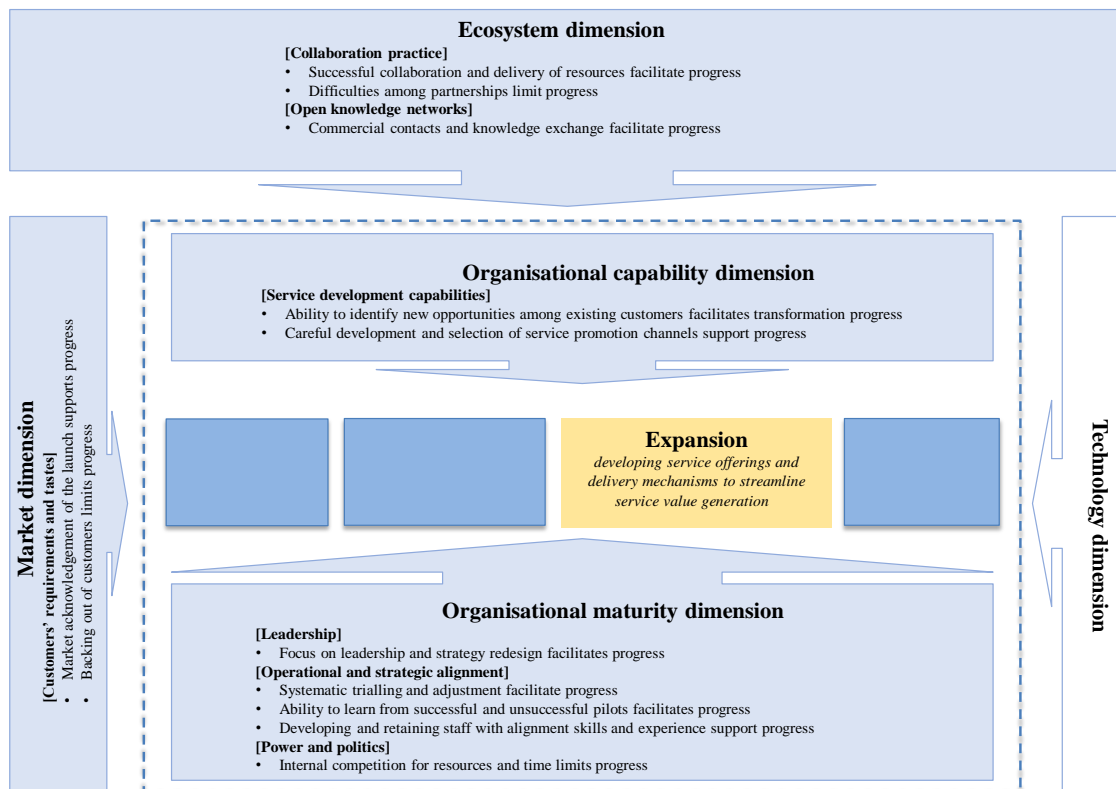 Ecosystem dimension
[Collaboration practice]
• Successful collaboration and delivery of resources facilitate progress
• Difficulties among partnerships limit progress
[Open knowledge networks]
• Commercial contacts and knowledge exchange facilitate progress
Market dimension
[Customers' requirements and tastes]
• Market acknowledgement of the launch supports progress
• Backing out of customers limits progress
Organisational capability dimension
[Service development capabilities]
• Ability to identify new opportunities among existing customers facilitates transformation progress
• Careful development and selection of service promotion channels support progress
Expansion
developing service offerings and
delivery mechanisms to streamline
service value generation
Organisational maturity dimension
[Leadership]
• Focus on leadership and strategy redesign facilitates progress
[Operational and strategic alignment]
• Systematic trialling and adjustment facilitate progress
• Ability to learn from successful and unsuccessful pilots facilitates progress
• Developing and retaining staff with alignment skills and experience support progress
[Power and politics]
• Internal competition for resources and time limits progress
Technology dimension